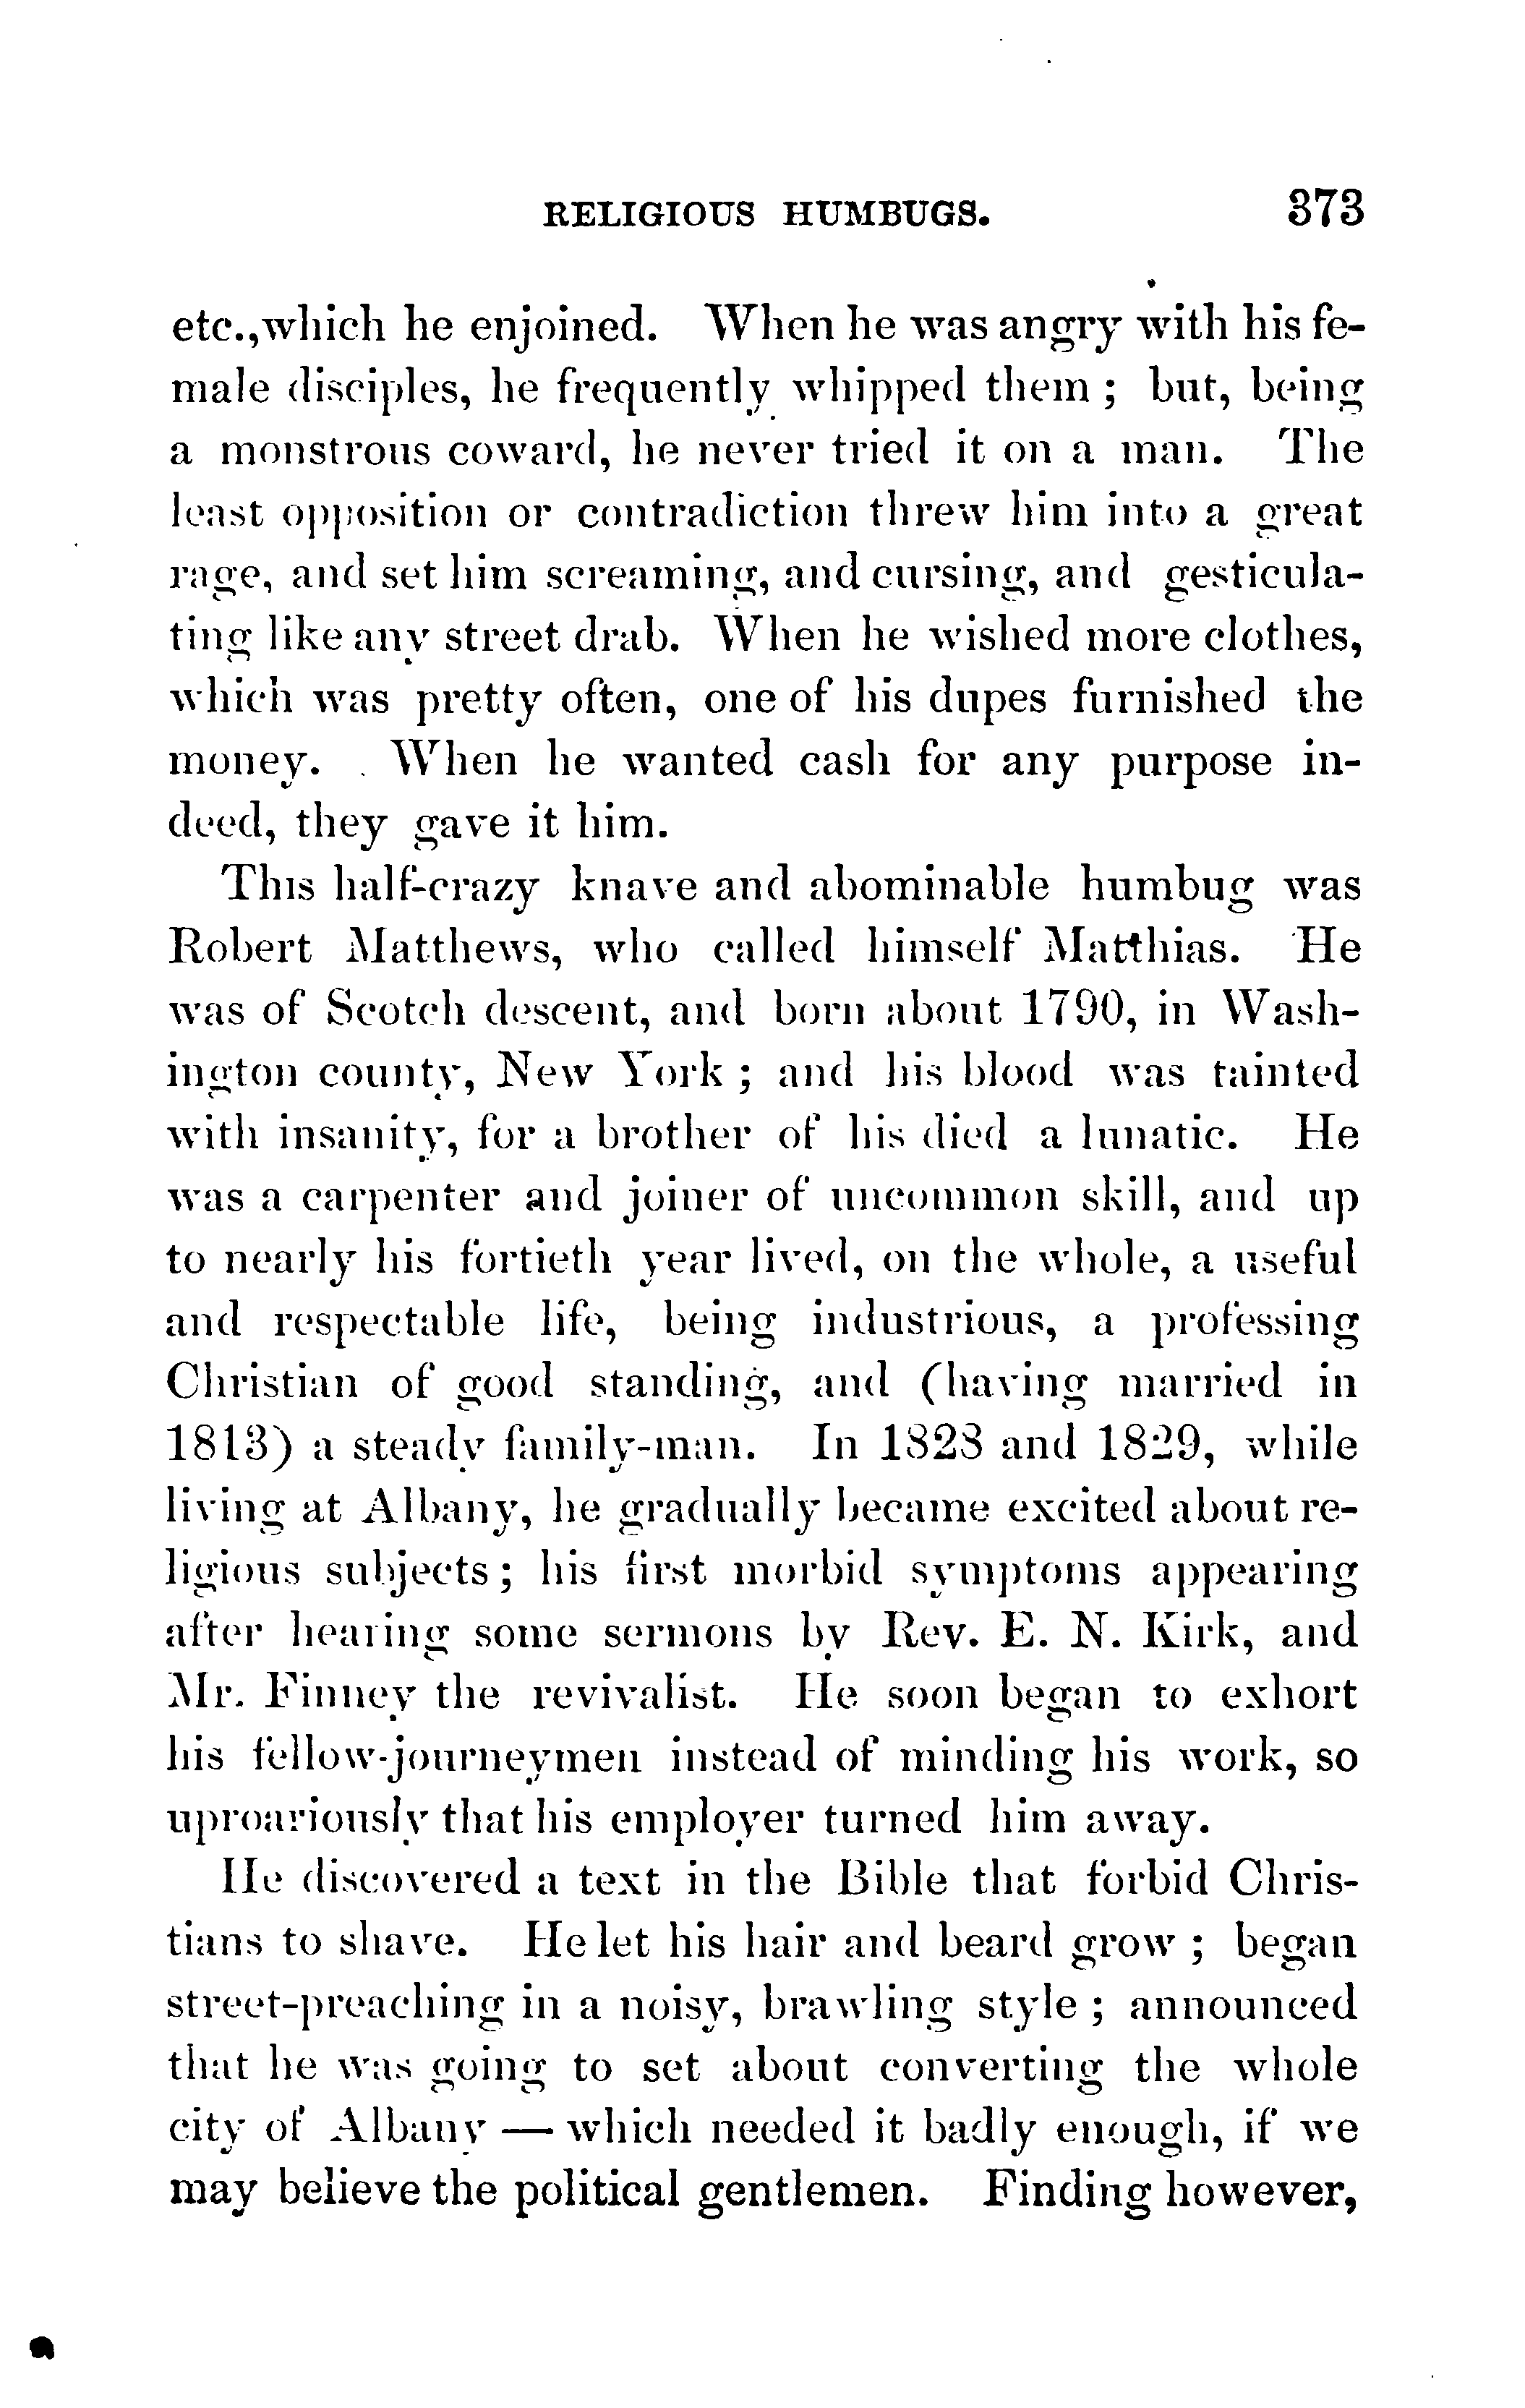 RELIGIOUS HUMBUGS. 373
etc., which he enjoined. When he was angry with his fe-
male disciples, he frequently whipped them ; but, being
a monstrous coward, he never tried it on a man. The
least opposition or contradiction threw him into a great
rage, and set him screaming, and cursing, and gesticula-
ting like any street drab. When he wished more clothes,
which was pretty often, one of his dupes furnished the
money. When he wanted cash for any purpose in-
deed, they gave it him.
This half-crazy knave and abominable humbug was
Robert Matthews, who called himself Matthias. He
was of Scotch descent, and born about 1790, in Wash-
ington county, New York ; and his blood was tainted
with insanity, for a brother of his died a lunatic. He
was a carpenter and joiner of uncommon skill, and up
to nearly his fortieth year lived, on the whole, a useful
and respectable life, being industrious, a professing
Christian of good standing, and (having married in
1813) a steady family-man. In 1828 and 1829, while
living at Albany, he gradually became excited about re-
ligious subjects ; his first morbid symptoms appearing
after hearing some sermons by Rev. E. N. Kirk, and
Mr. Finney the revivalist. He soon began to exhort
his fellow-journeymen instead of minding his work, so
uproariously that his employer turned him away.
He discovered a text in the Bible that forbid Chris-
tians to shave. He let his hair and beard grow ; began
street-preaching in a noisy, brawling style ; announced
that he was going to set about converting the whole
city of Albany — which needed it badly enough, if we
may believe the political gentlemen. Finding however,